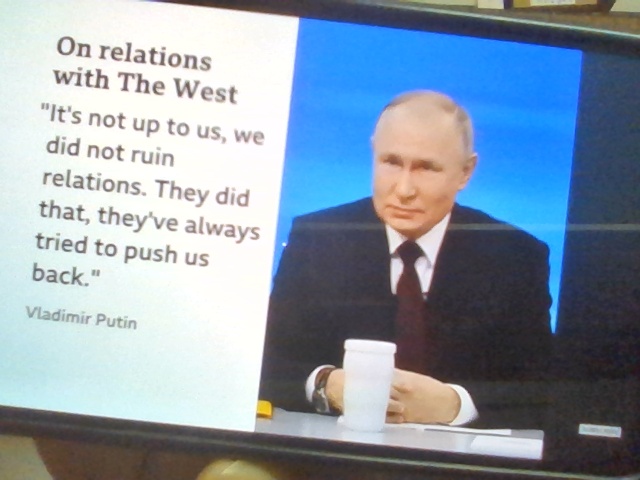 On relations
with The West
"It's not up to us, we
did not ruin
relations. They did
that, they've always
tried to push us
back."
Vladimir Putin